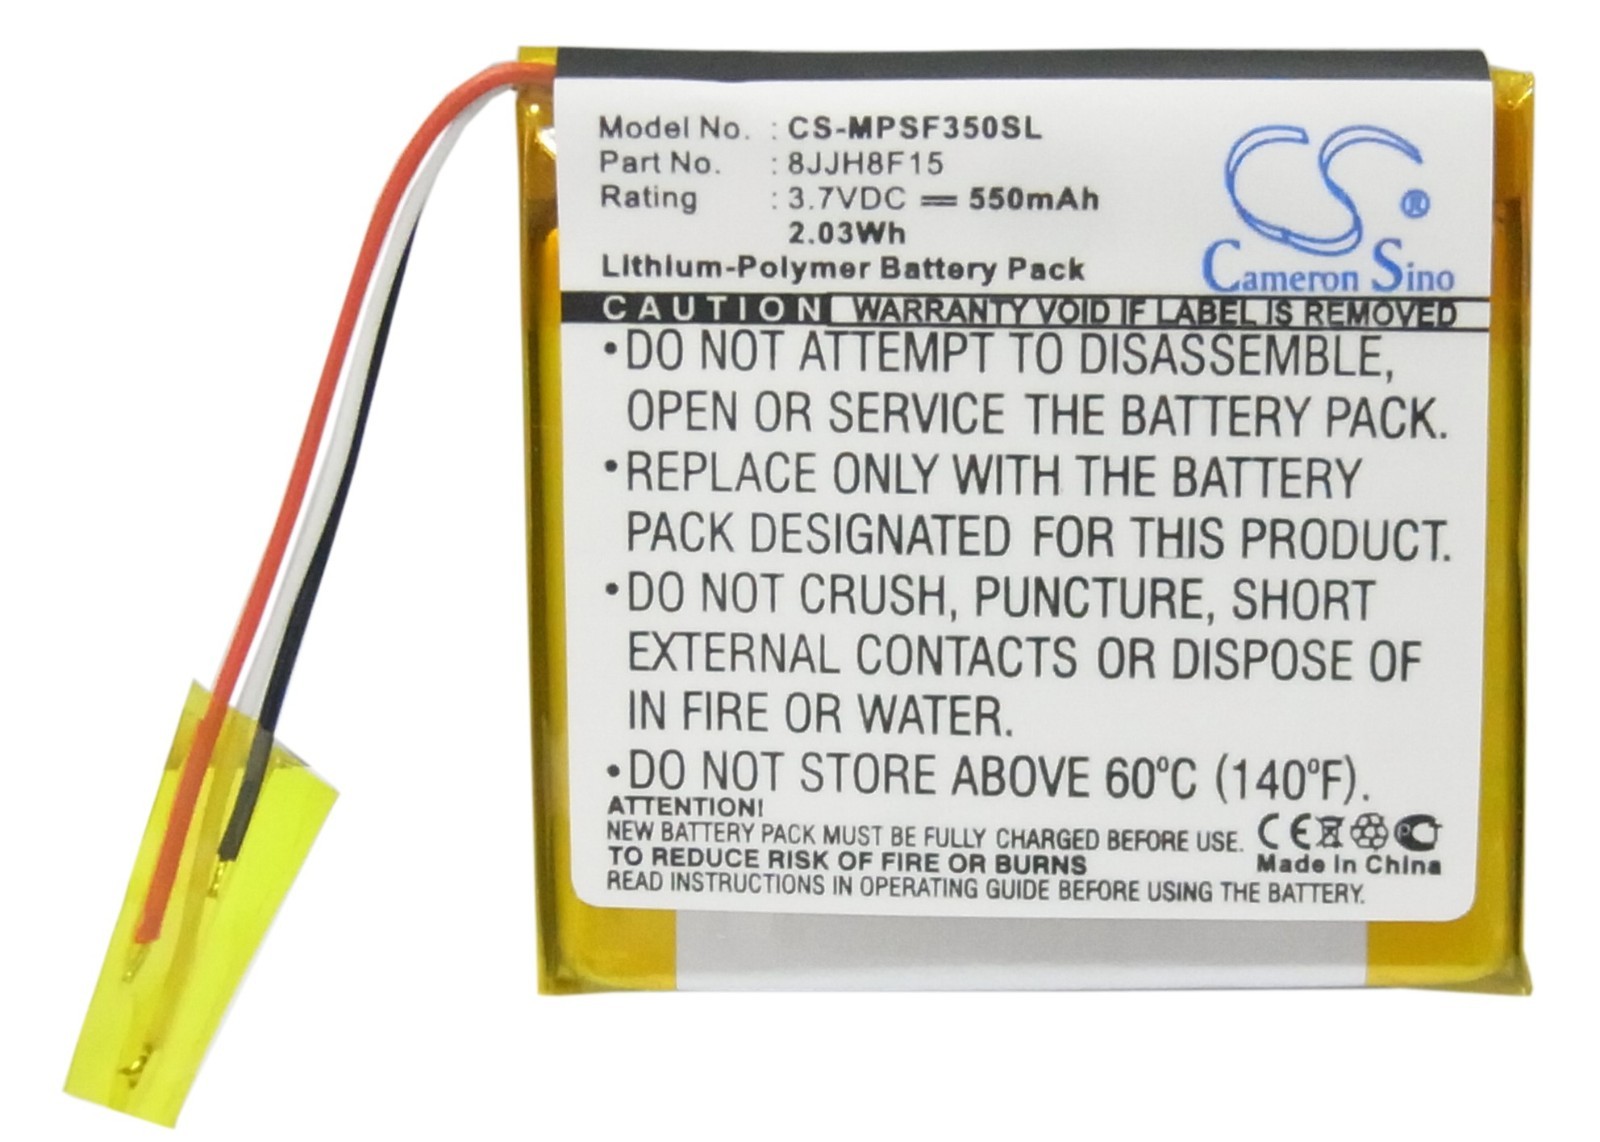 Model No. : CS-MPSF350SL
Part No. : 8JJH8F15
Rating : 3.7VDC 550mAh
2.03Wh
Lithium-Polymer Battery Pack
CS®
Cameron Sino
CAUTION WARRANTY VOID IF LABEL IS REMOVED
•DO NOT ATTEMPT TO DISASSEMBLE,
OPEN OR SERVICE THE BATTERY PACK.
•REPLACE ONLY WITH THE BATTERY
PACK DESIGNATED FOR THIS PRODUCT.
•DO NOT CRUSH, PUNCTURE, SHORT
EXTERNAL CONTACTS OR DISPOSE OF
IN FIRE OR WATER.
•DO NOT STORE ABOVE 60ºC (140ºF).
ATTENTION!
NEW BATTERY PACK MUST BE FULLY CHARGED BEFORE USE.
TO REDUCE RISK OF FIRE OR BURNS
READ INSTRUCTIONS IN OPERATING GUIDE BEFORE USING THE BATTERY.
CE
Made in China